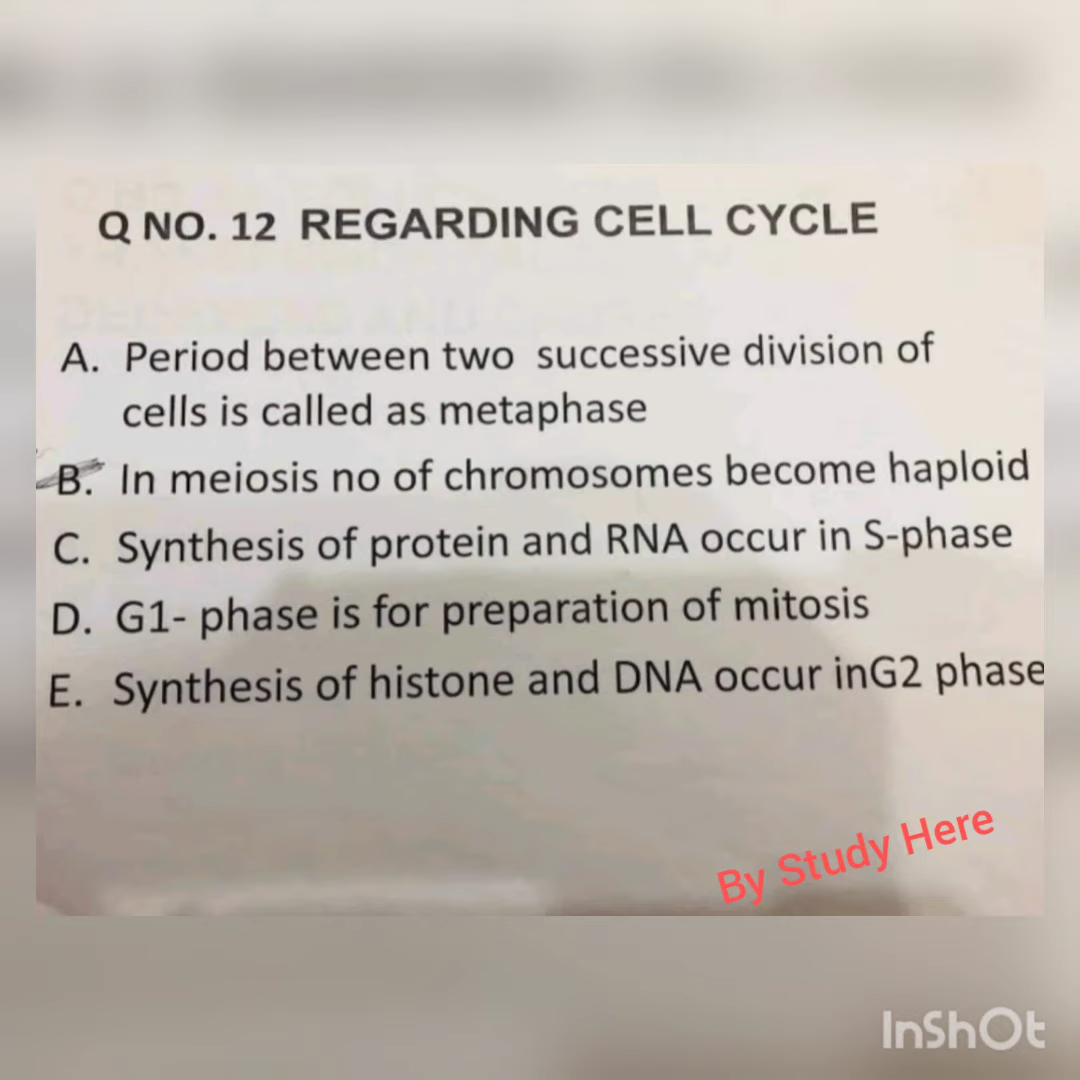 Q NO. 12 REGARDING CELL CYCLE
A. Period between two successive division of
cells is called as metaphase
B. In meiosis no of chromosomes become haploid
C. Synthesis of protein and RNA occur in S-phase
D. G1- phase is for preparation of mitosis
E. Synthesis of histone and DNA occur inG2 phase
By Study Here
InShOt